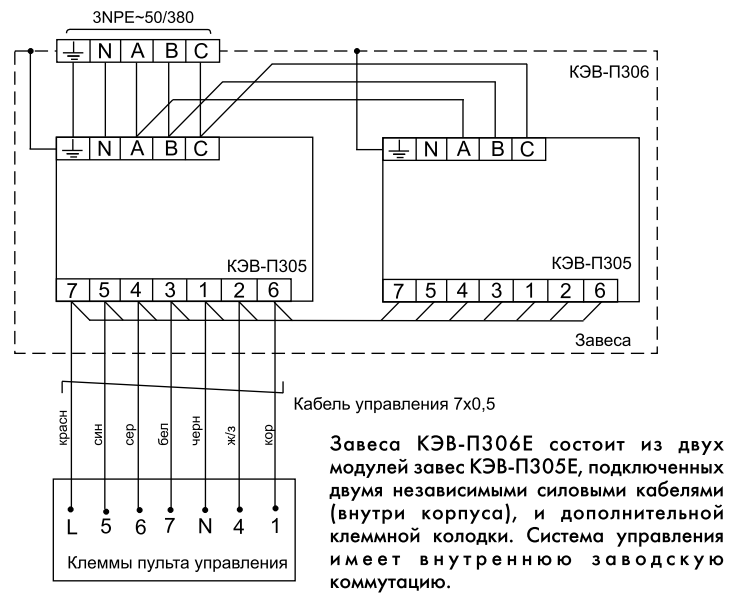 3NPE~50/380
N A B C
КЭВ-П306
N A B C
N A B C
КЭВ-П305
КЭВ-П305
7 5 4 3 1 2 6
7 5 4 3 1 2 6
Завеса
Кабель управления 7х0,5
красн син сер бел черн ж/з кор
L 5 6 7 N 4 1
Клеммы пульта управления
Завеса КЭВ-П306Е состоит из двух
модулей завес КЭВ-П305Е, подключенных
двумя независимыми силовыми кабелями
(внутри корпуса), и дополнительной
клеммной колодки. Система управления
имеет внутреннюю заводскую
коммутацию.